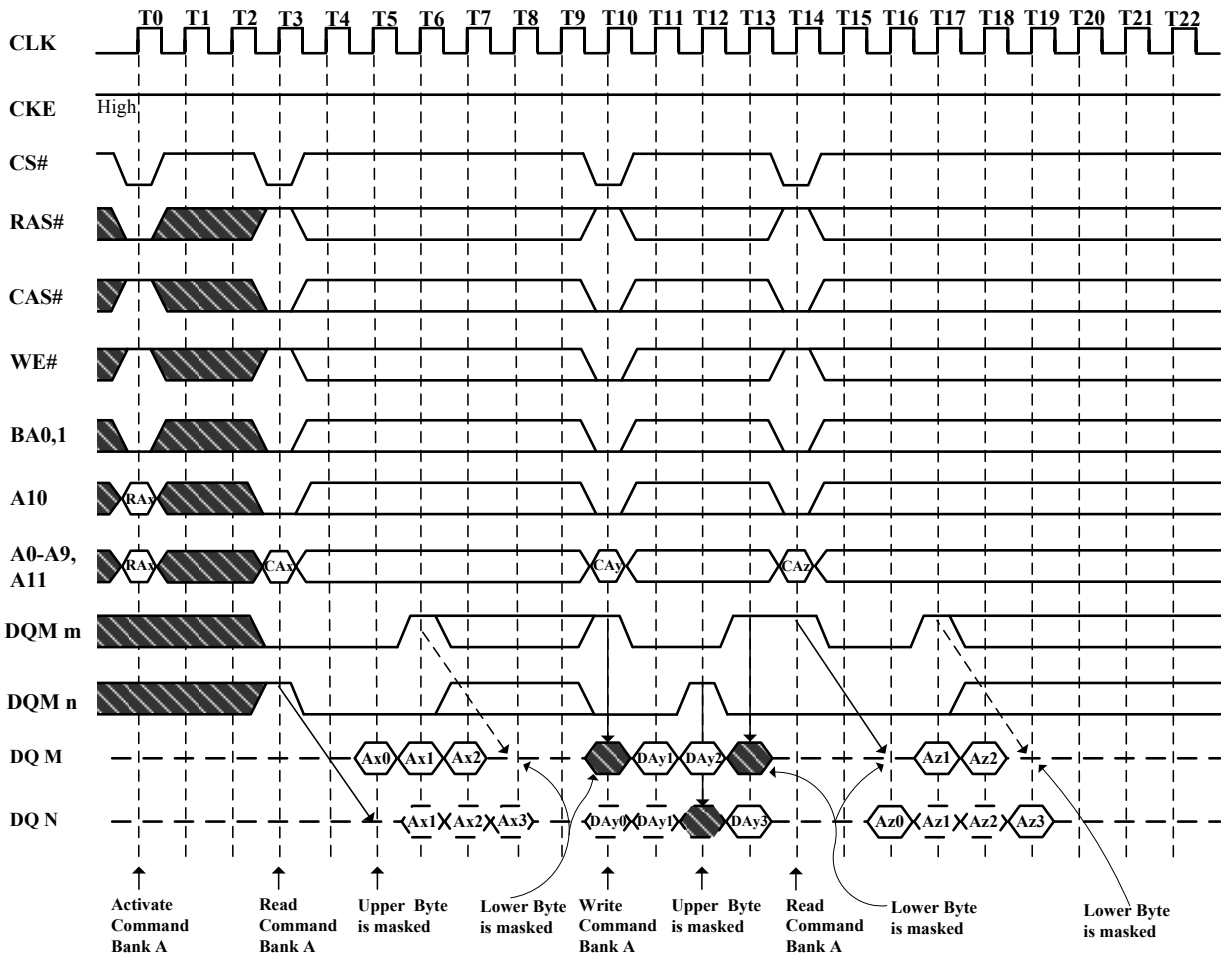 T0 T1 T2 T3 T4 T5 T6 T7 T8 T9 T10 T11 T12 T13 T14 T15 T16 T17 T18 T19 T20 T21 T22
CLK
CKE High
CS#
RAS#
CAS#
WE#
BA0,1
A10 RAx
A0-A9,
A11 RAx CAx CAy CAz
DQM m
DQM n
DQ M Ax0 Ax1 Ax2 DAy1 DAy2 Az1 Az2
DQ N Ax1 Ax2 Ax3 DAy0 DAy1 DAy3 Az0 Az1 Az2 Az3
Activate
Command
Bank A
Read
Command
Bank A
Upper Byte
is masked
Lower Byte
is masked
Write
Command
Bank A
Upper Byte
is masked
Read
Command
Bank A
Lower Byte
is masked
Lower Byte
is masked